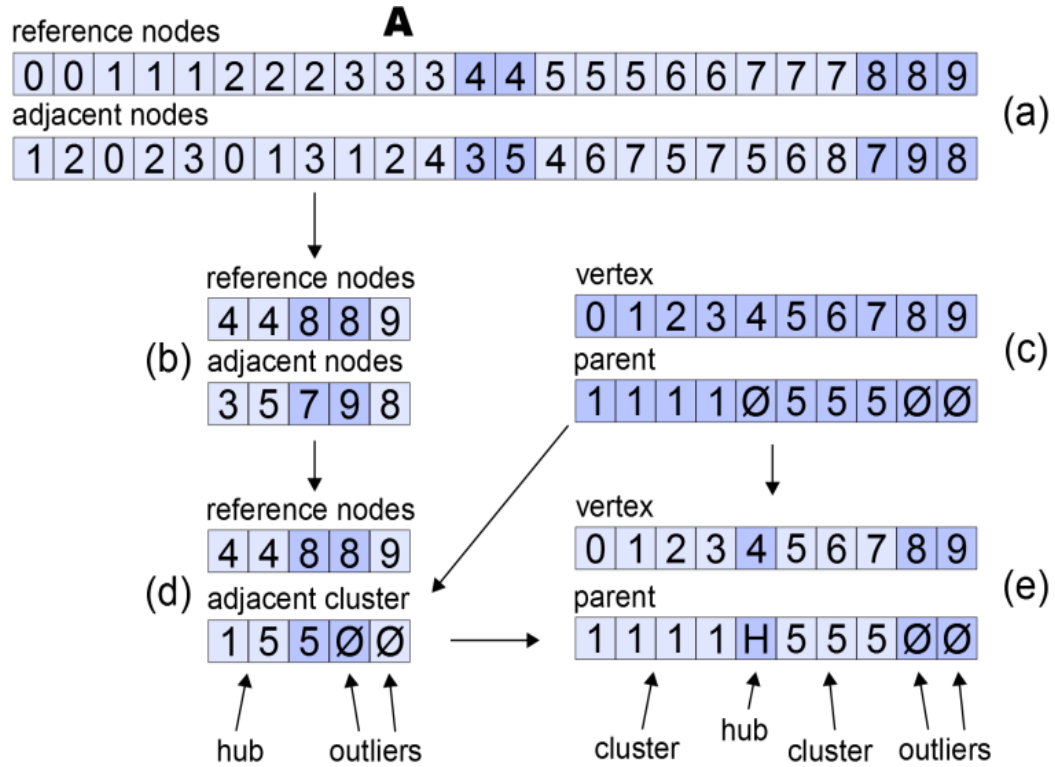 A
reference nodes
0 0 1 1 1 2 2 2 3 3 3 4 4 5 5 5 6 6 7 7 7 8 8 9
adjacent nodes
1 2 0 2 3 0 1 3 1 2 4 3 5 4 6 7 5 7 5 6 8 7 9 8
(a)
reference nodes
4 4 8 8 9
(b)
adjacent nodes
3 5 7 9 8
vertex
0 1 2 3 4 5 6 7 8 9
(c)
parent
1 1 1 1 Ø 5 5 5 Ø Ø
reference nodes
4 4 8 8 9
(d)
adjacent cluster
1 5 5 Ø Ø
hub
outliers
vertex
0 1 2 3 4 5 6 7 8 9
(e)
parent
1 1 1 1 H 5 5 5 Ø Ø
cluster
hub
cluster
outliers